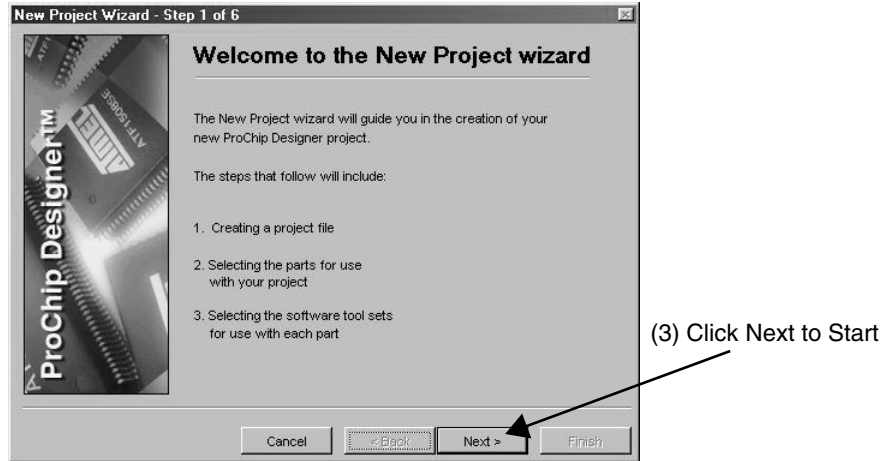 New Project Wizard - Step 1 of 6
Welcome to the New Project wizard
The New Project wizard will guide you in the creation of your
new ProChip Designer project.
The steps that follow will include:
1. Creating a project file
2. Selecting the parts for use
with your project
3. Selecting the software tool sets
for use with each part
ProChip Designer™
ATF1508SE
(3) Click Next to Start
Cancel
< Back
Next >
Finish